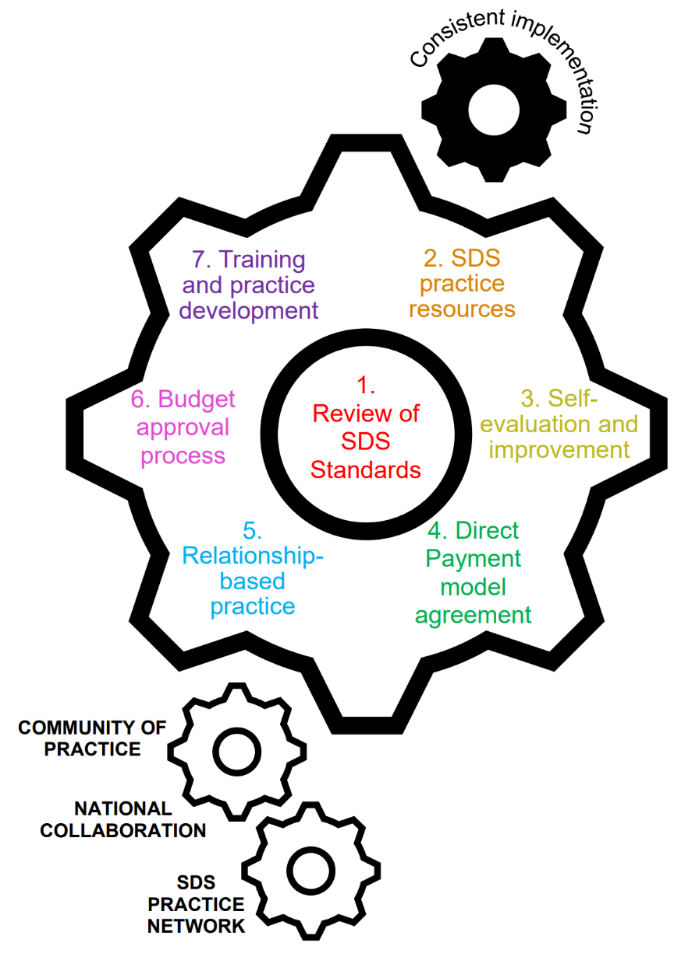 Consistent implementation
1.
Review of
SDS
Standards
2. SDS
practice
resources
3. Self-
evaluation and
improvement
4. Direct
Payment
model
agreement
5.
Relationship-
based
practice
6. Budget
approval
process
7. Training
and practice
development
COMMUNITY OF
PRACTICE
NATIONAL
COLLABORATION
SDS
PRACTICE
NETWORK